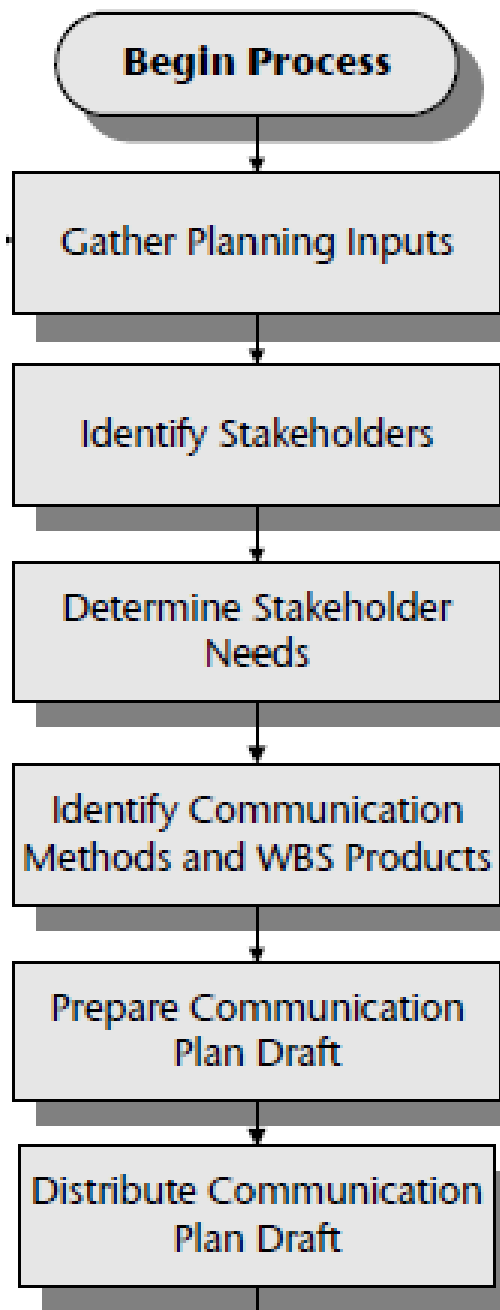 Begin Process
Gather Planning Inputs
Identify Stakeholders
Determine Stakeholder
Needs
Identify Communication
Methods and WBS Products
Prepare Communication
Plan Draft
Distribute Communication
Plan Draft